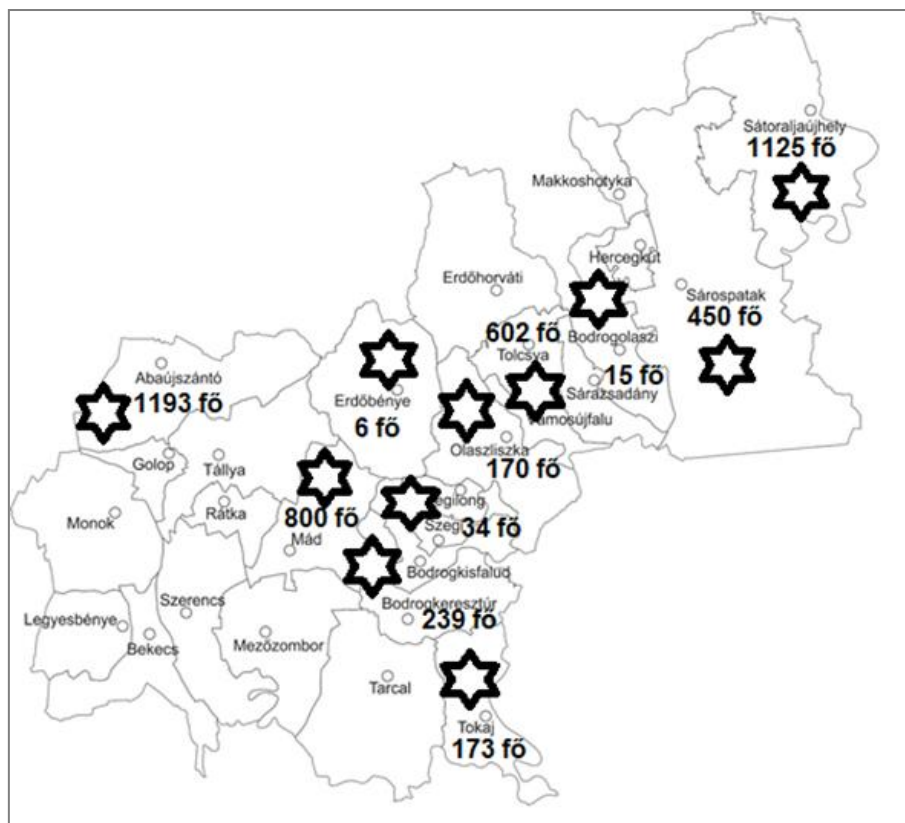 Sátoraljaújhely
1125 fő
Makkoshotyka
Hercegkút
Erdőhorváti
Sárospatak
450 fő
602 fő
Bodrogolaszi
Tolcsva
15 fő
Abaújszántó
1193 fő
Erdőbénye
6 fő
Sárazsadány
Vámosújfalu
Olaszliszka
170 fő
Golop
Tállya
Rátka
800 fő
Mád
Monok
34 fő
Bodrogkisfalud
Szerencs
Bodrogkeresztúr
239 fő
Legyesbénye
Bekecs
Mezőzombor
Tarcal
Tokaj
173 fő